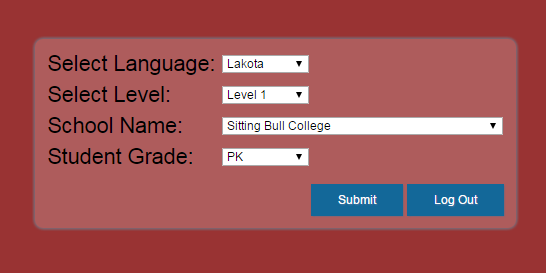 Select Language: Lakota
Select Level: Level 1
School Name: Sitting Bull College
Student Grade: PK
Submit Log Out